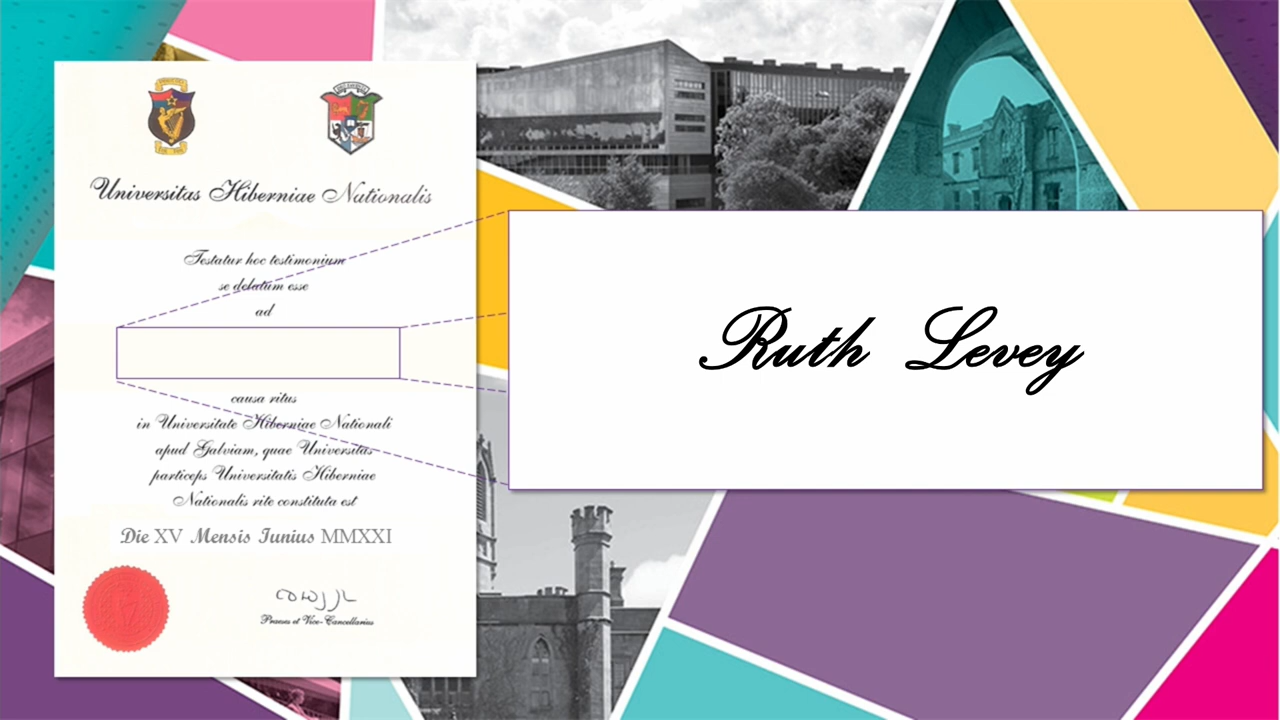 Universitas Hiberniae Nationalis
Testatur hoc testimonium
se delatum esse
ad
causa ritus
in Universitate Hiberniae Nationali
apud Galviam, quae Universitas
particeps Universitatis Hiberniae
Nationalis rite constituta est
Die XV Mensis Iunius MMXXI
Praeses et Vice-Cancellarius
Ruth Levey